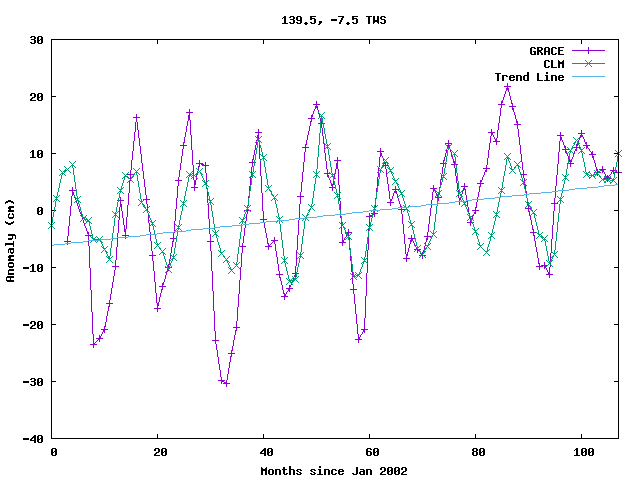 139.5, -7.5 TWS
GRACE
CLM
Trend Line
30
20
10
0
-10
-20
-30
-40
Anomaly (cm)
0 20 40 60 80 100
Months since Jan 2002